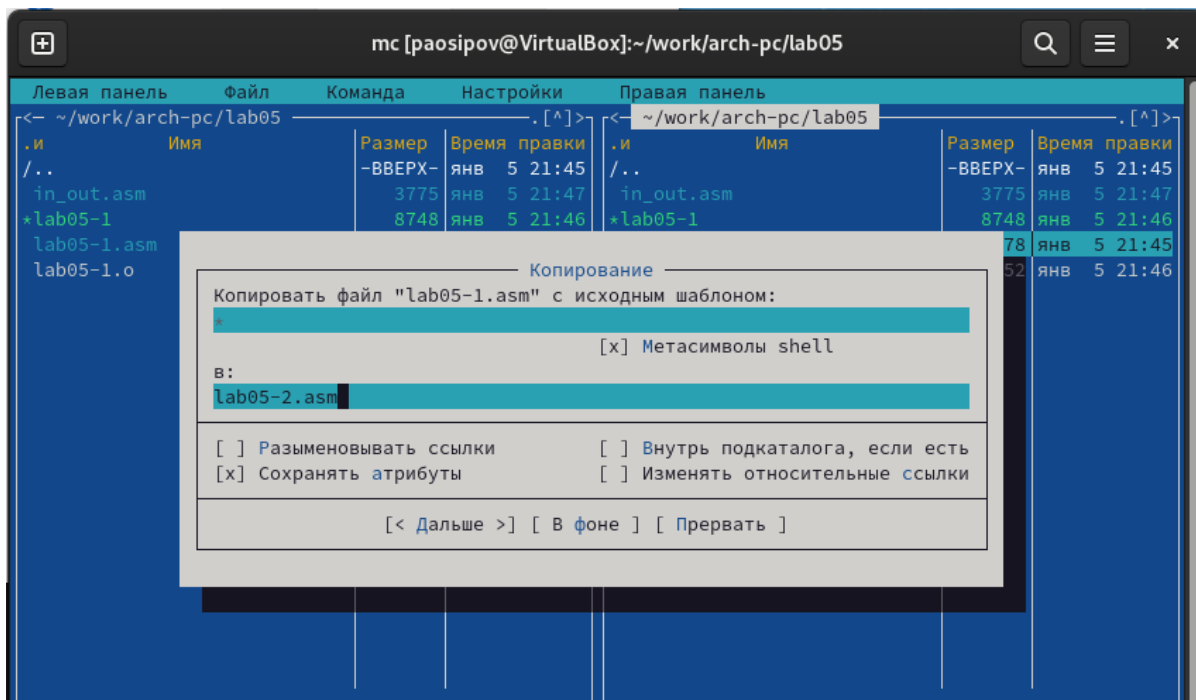 mc [paosipov@VirtualBox]:~/work/arch-pc/lab05
Левая панель Файл Команда Настройки Правая панель
<— ~/work/arch-pc/lab05 .[^]> <— ~/work/arch-pc/lab05 .[^]>
.и Имя Размер Время правки .и Имя Размер Время правки
/.. -ВВЕРХ- янв 5 21:45 /.. -ВВЕРХ- янв 5 21:45
in_out.asm 3775 янв 5 21:47 in_out.asm 3775 янв 5 21:47
*lab05-1 8748 янв 5 21:46 *lab05-1 8748 янв 5 21:46
lab05-1.asm 78 янв 5 21:45
lab05-1.o 52 янв 5 21:46
Копирование
Копировать файл "lab05-1.asm" с исходным шаблоном:
*
[x] Метасимволы shell
в:
lab05-2.asm
[ ] Разыменовывать ссылки [ ] Внутрь подкаталога, если есть
[x] Сохранять атрибуты [ ] Изменять относительные ссылки
[< Дальше >] [ В фоне ] [ Прервать ]